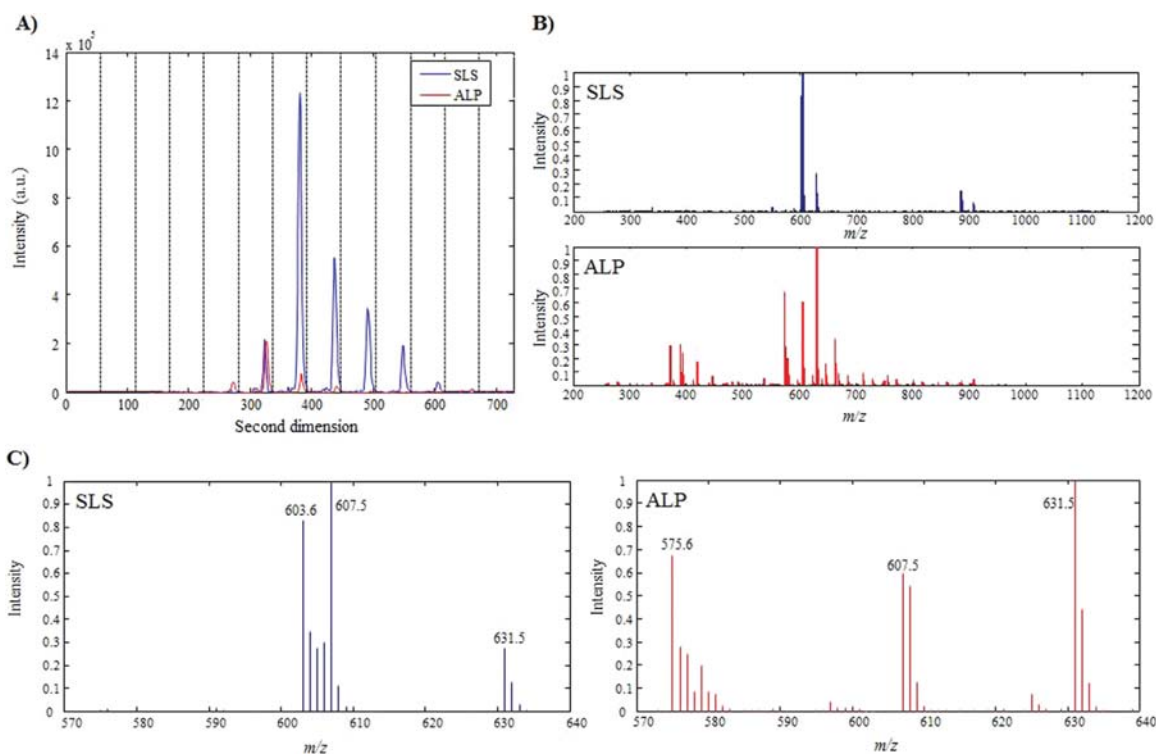 A)
x 10⁵
14
12
10
8
6
4
2
0
Intensity (a.u.)
SLS
ALP
0 100 200 300 400 500 600 700
Second dimension
B)
SLS
1
0.9
0.8
0.7
0.6
0.5
0.4
0.3
0.2
0.1
Intensity
200 300 400 500 600 700 800 900 1000 1100 1200
m/z
ALP
1
0.9
0.8
0.7
0.6
0.5
0.4
0.3
0.2
0.1
Intensity
200 300 400 500 600 700 800 900 1000 1100 1200
m/z
C)
SLS
1
0.9
0.8
0.7
0.6
0.5
0.4
0.3
0.2
0.1
0
Intensity
603.6
607.5
631.5
570 580 590 600 610 620 630 640
m/z
ALP
1
0.9
0.8
0.7
0.6
0.5
0.4
0.3
0.2
0.1
0
Intensity
575.6
607.5
631.5
570 580 590 600 610 620 630 640
m/z